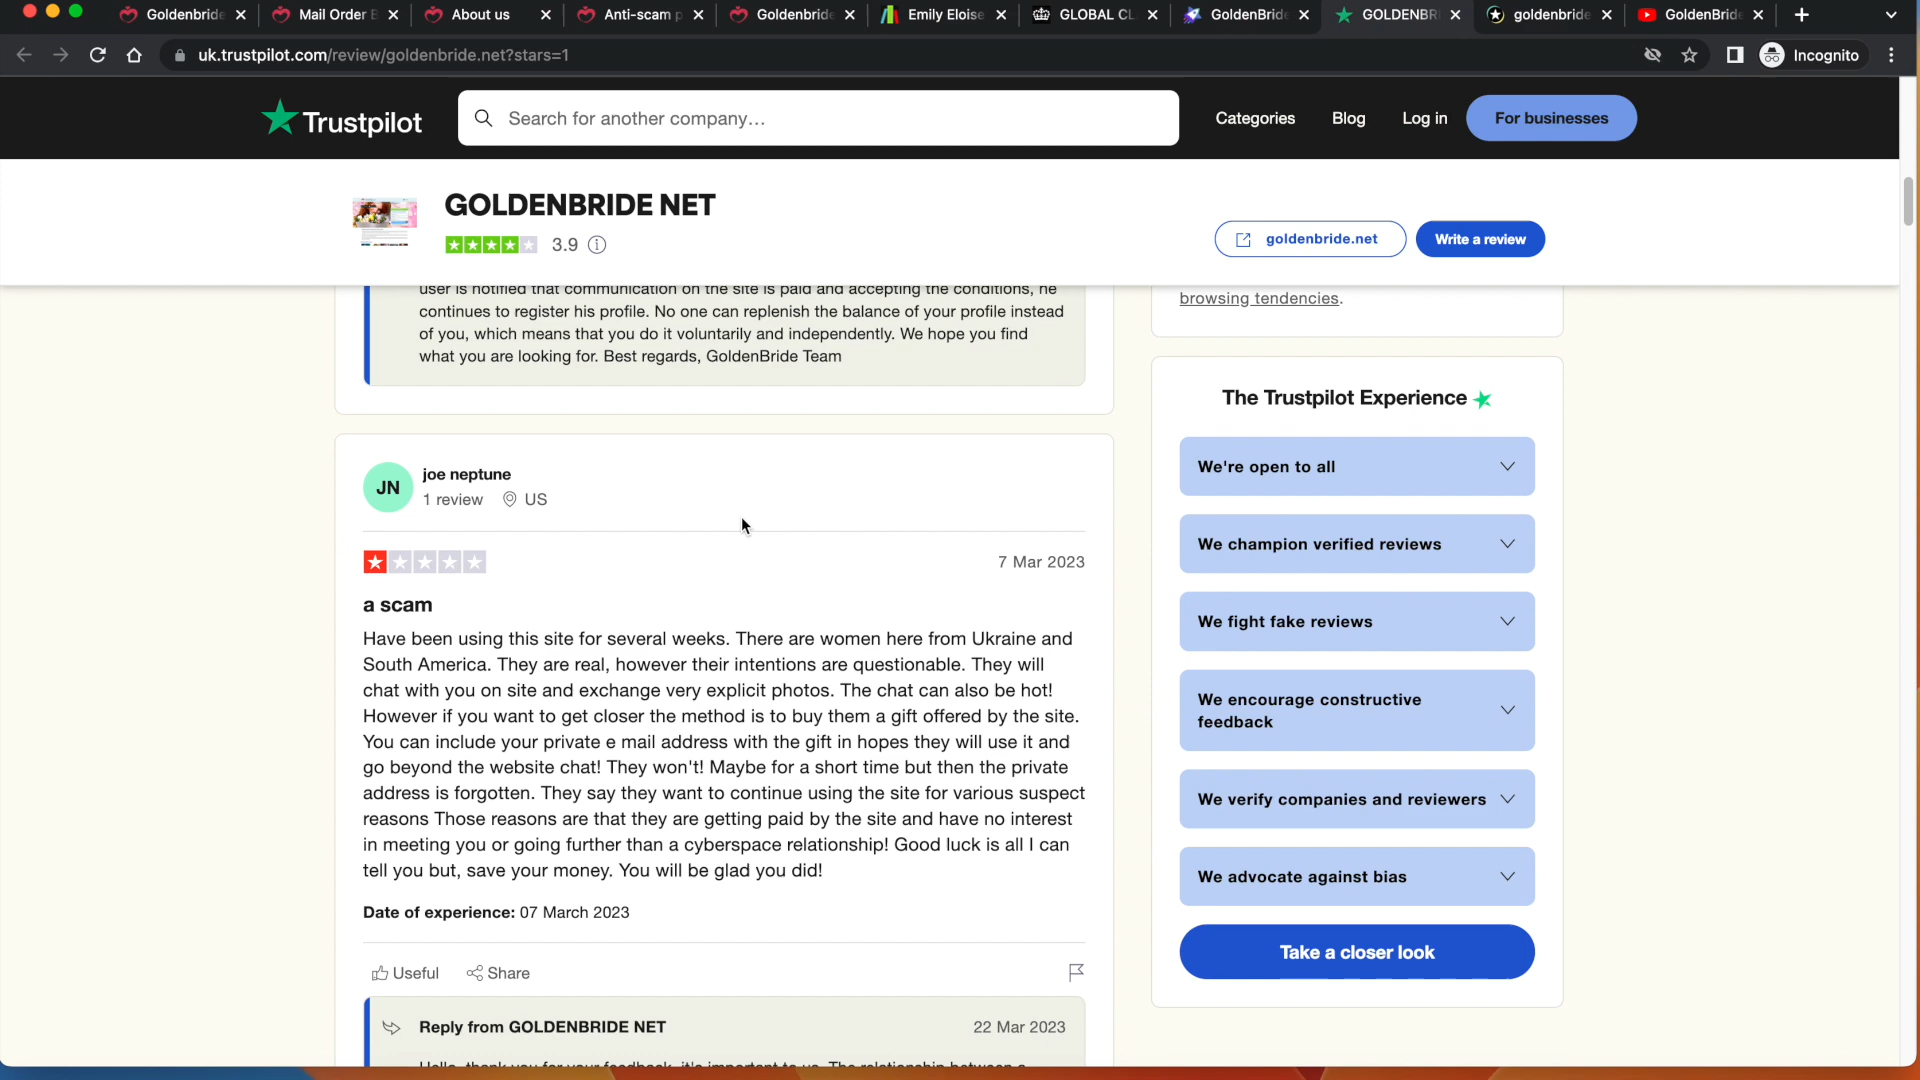 Goldenbride
Mail Order B
About us
Anti-scam p
Goldenbride
Emily Eloise
GLOBAL CL
GoldenBride
GOLDENBRI
goldenbride
GoldenBride
uk.trustpilot.com/review/goldenbride.net?stars=1
Incognito
Trustpilot
Search for another company…
Categories
Blog
Log in
For businesses
GOLDENBRIDE NET
3.9
goldenbride.net
Write a review
user is notified that communication on the site is paid and accepting the conditions, he
continues to register his profile. No one can replenish the balance of your profile instead
of you, which means that you do it voluntarily and independently. We hope you find
what you are looking for. Best regards, GoldenBride Team
JN
joe neptune
1 review
US
7 Mar 2023
a scam
Have been using this site for several weeks. There are women here from Ukraine and
South America. They are real, however their intentions are questionable. They will
chat with you on site and exchange very explicit photos. The chat can also be hot!
However if you want to get closer the method is to buy them a gift offered by the site.
You can include your private e mail address with the gift in hopes they will use it and
go beyond the website chat! They won't! Maybe for a short time but then the private
address is forgotten. They say they want to continue using the site for various suspect
reasons Those reasons are that they are getting paid by the site and have no interest
in meeting you or going further than a cyberspace relationship! Good luck is all I can
tell you but, save your money. You will be glad you did!
Date of experience: 07 March 2023
Useful
Share
Reply from GOLDENBRIDE NET
22 Mar 2023
Hello, thank you for your feedback, it's important to us. The relationship between a
browsing tendencies.
The Trustpilot Experience
We're open to all
We champion verified reviews
We fight fake reviews
We encourage constructive
feedback
We verify companies and reviewers
We advocate against bias
Take a closer look